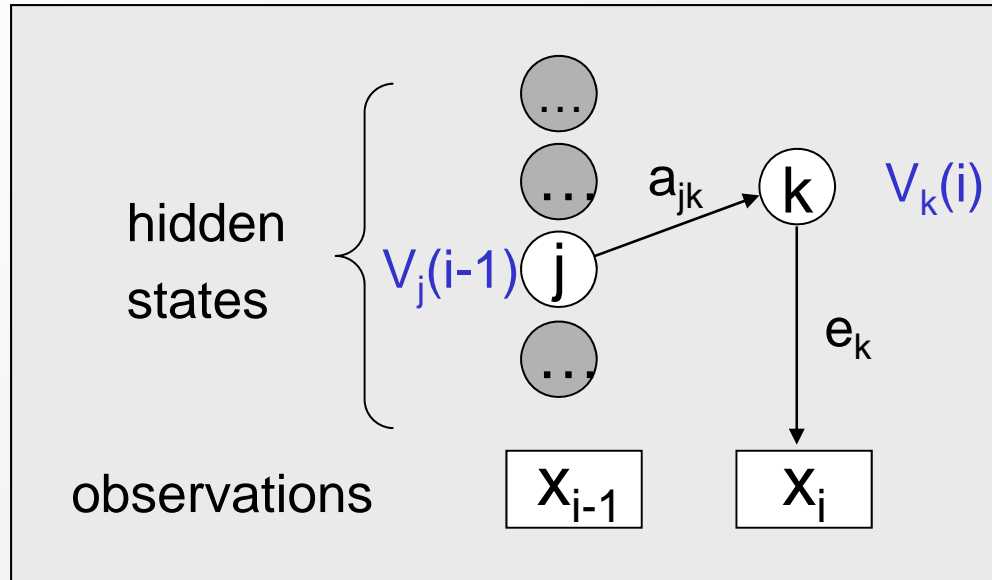 ...
...
a_jk
k
V_k(i)
hidden
states
V_j(i-1)
j
...
e_k
observations
x_i-1
x_i